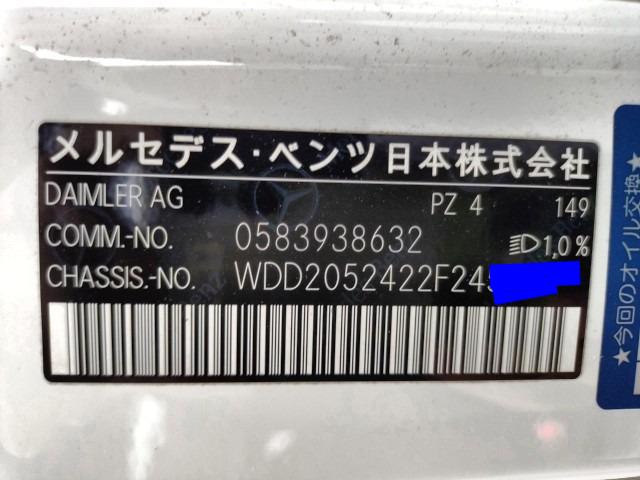 メルセデス・ベンツ日本株式会社
DAIMLER AG PZ 4 149
COMM.-NO. 0583938632 1,0 %
CHASSIS.-NO. WDD2052422F24
★今回のオイル交換★